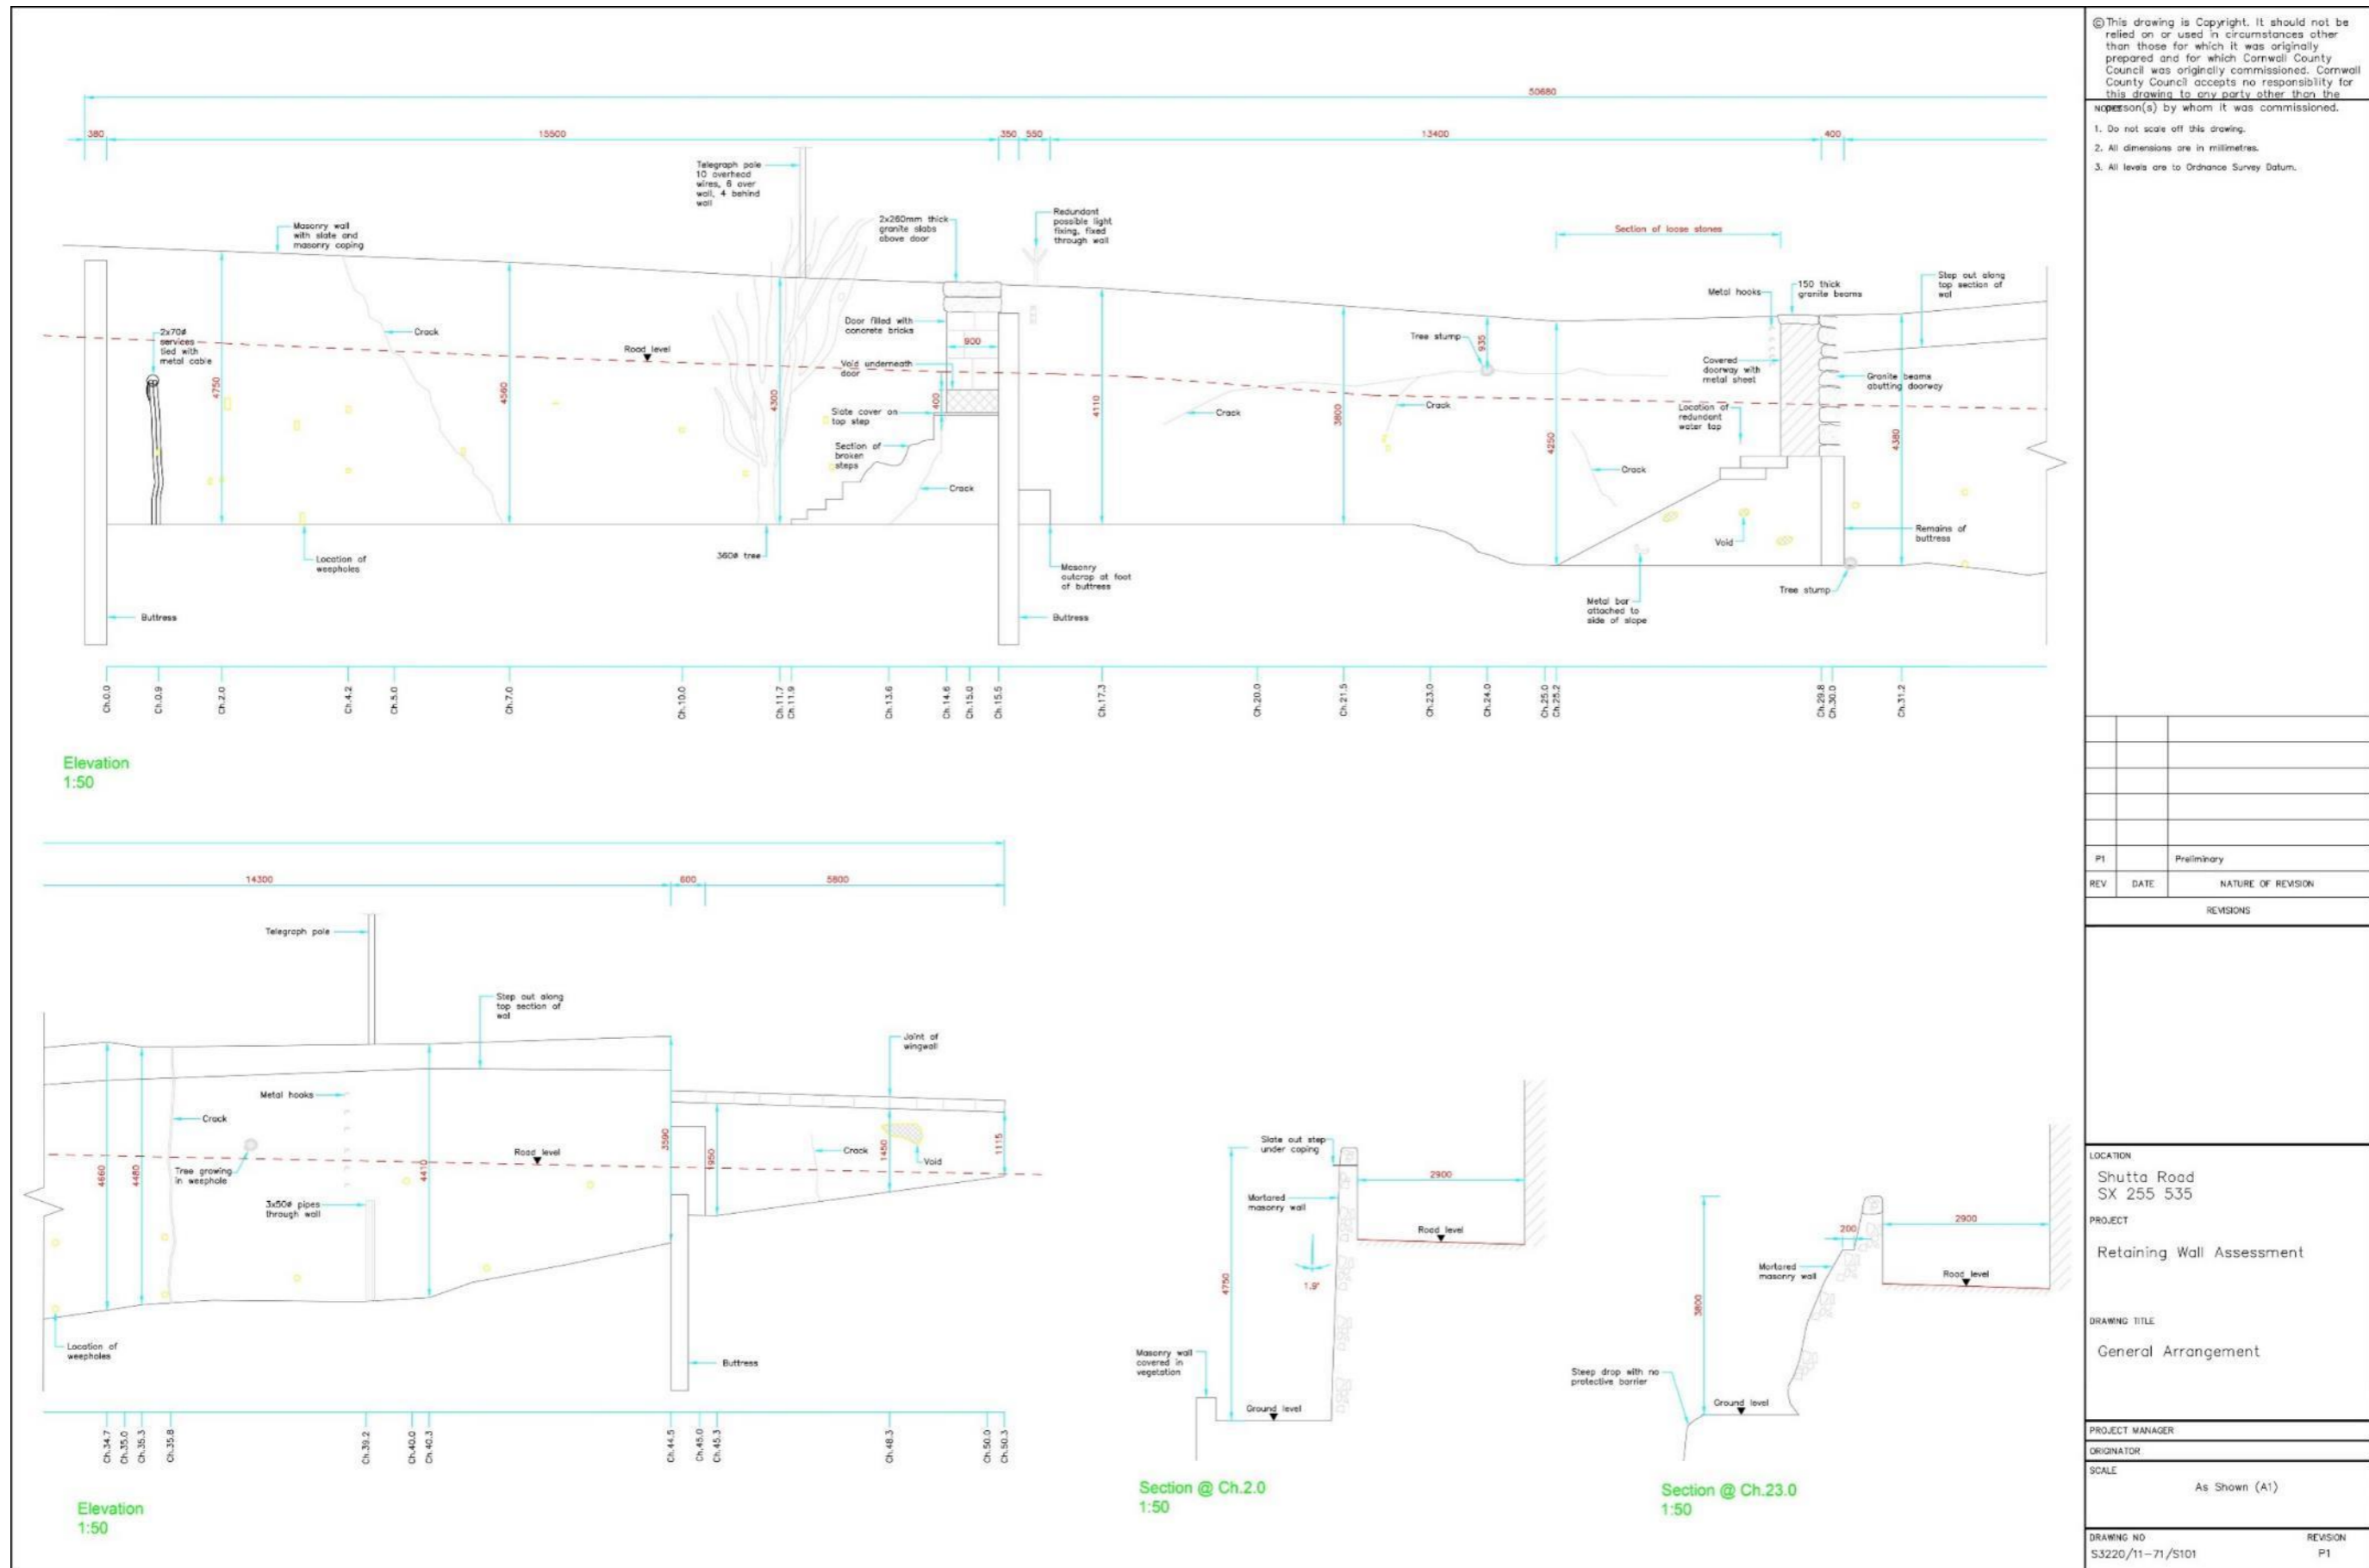 50680
380
15500
350
550
13400
400
Telegraph pole
10 overhead
wires, 6 over
wall, 4 behind
wall
Masonry wall
with slate and
masonry coping
2x260mm thick
granite slabs
above door
Redundant
possible light
fixing, fixed
through wall
Section of loose stones
Metal hooks
150 thick
granite beams
Step out along
top section of
wal
2x70ø
services
tied with
metal cable
Crack
Road level
Door filled with
concrete bricks
900
Void underneath
door
Slate cover on
top step
400
Section of
broken
steps
Crack
Tree stump
935
Crack
Crack
Crack
Covered
doorway with
metal sheet
Granite beams
abutting doorway
Location of
redundant
water tap
4750
4560
4300
4110
3800
4250
4380
Location of
weepholes
360ø tree
Masonry
outcrop at foot
of buttress
Void
Remains of
buttress
Tree stump
Metal bar
attached to
side of slope
Buttress
Buttress
Ch.0.0
Ch.0.9
Ch.2.0
Ch.4.2
Ch.5.0
Ch.7.0
Ch.10.0
Ch.11.7
Ch.11.9
Ch.13.6
Ch.14.6
Ch.15.0
Ch.15.5
Ch.17.3
Ch.20.0
Ch.21.5
Ch.23.0
Ch.24.0
Ch.25.0
Ch.25.2
Ch.29.8
Ch.30.0
Ch.31.2
Elevation
1:50
14300
600
5800
Telegraph pole
Step out along
top section of
wal
Joint of
wingwall
Metal hooks
Crack
Tree growing
in weephole
Road level
3x50ø pipes
through wall
Crack
Void
4660
4480
4410
3590
1950
1450
1115
Location of
weepholes
Buttress
Ch.34.7
Ch.35.0
Ch.35.3
Ch.35.8
Ch.39.2
Ch.40.0
Ch.40.3
Ch.44.5
Ch.45.0
Ch.45.3
Ch.48.3
Ch.50.0
Ch.50.3
Elevation
1:50
Slate out step
under coping
2900
Mortared
masonry wall
Road level
1.9°
4750
Masonry wall
covered in
vegetation
Ground level
Section @ Ch.2.0
1:50
200
2900
Mortared
masonry wall
Road level
3800
Steep drop with no
protective barrier
Ground level
Section @ Ch.23.0
1:50
© This drawing is Copyright. It should not be
relied on or used in circumstances other
than those for which it was originally
prepared and for which Cornwall County
Council was originally commissioned. Cornwall
County Council accepts no responsibility for
this drawing to any party other than the
person(s) by whom it was commissioned.
1. Do not scale off this drawing.
2. All dimensions are in millimetres.
3. All levels are to Ordnance Survey Datum.
P1 Preliminary
REV DATE NATURE OF REVISION
REVISIONS
LOCATION
Shutta Road
SX 255 535
PROJECT
Retaining Wall Assessment
DRAWING TITLE
General Arrangement
PROJECT MANAGER
ORIGINATOR
SCALE
As Shown (A1)
DRAWING NO REVISION
S3220/11-71/S101 P1